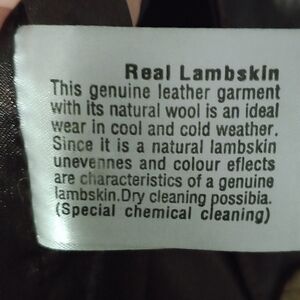 Real Lambskin
This genuine leather garment
with its natural wool is an ideal
wear in cool and cold weather.
Since it is a natural lambskin
unevennes and colour effects
are characteristics of a genuine
lambskin.Dry cleaning possibia.
(Special chemical cleaning)